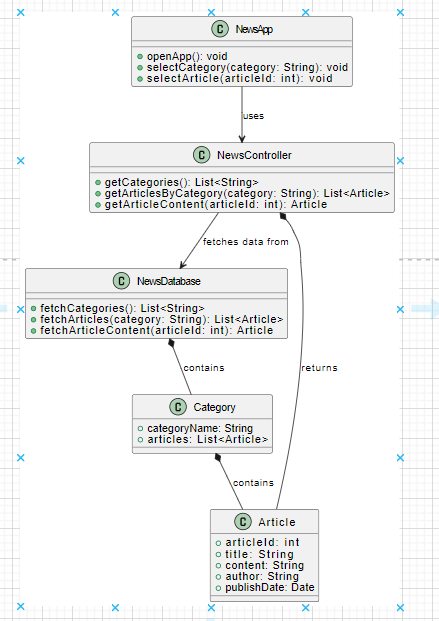 C NewsApp
openApp(): void
selectCategory(category: String): void
selectArticle(articleId: int): void
uses
C NewsController
getCategories(): List<String>
getArticlesByCategory(category: String): List<Article>
getArticleContent(articleId: int): Article
fetches data from
C NewsDatabase
fetchCategories(): List<String>
fetchArticles(category: String): List<Article>
fetchArticleContent(articleId: int): Article
contains
returns
C Category
categoryName: String
articles: List<Article>
contains
C Article
articleId: int
title: String
content: String
author: String
publishDate: Date